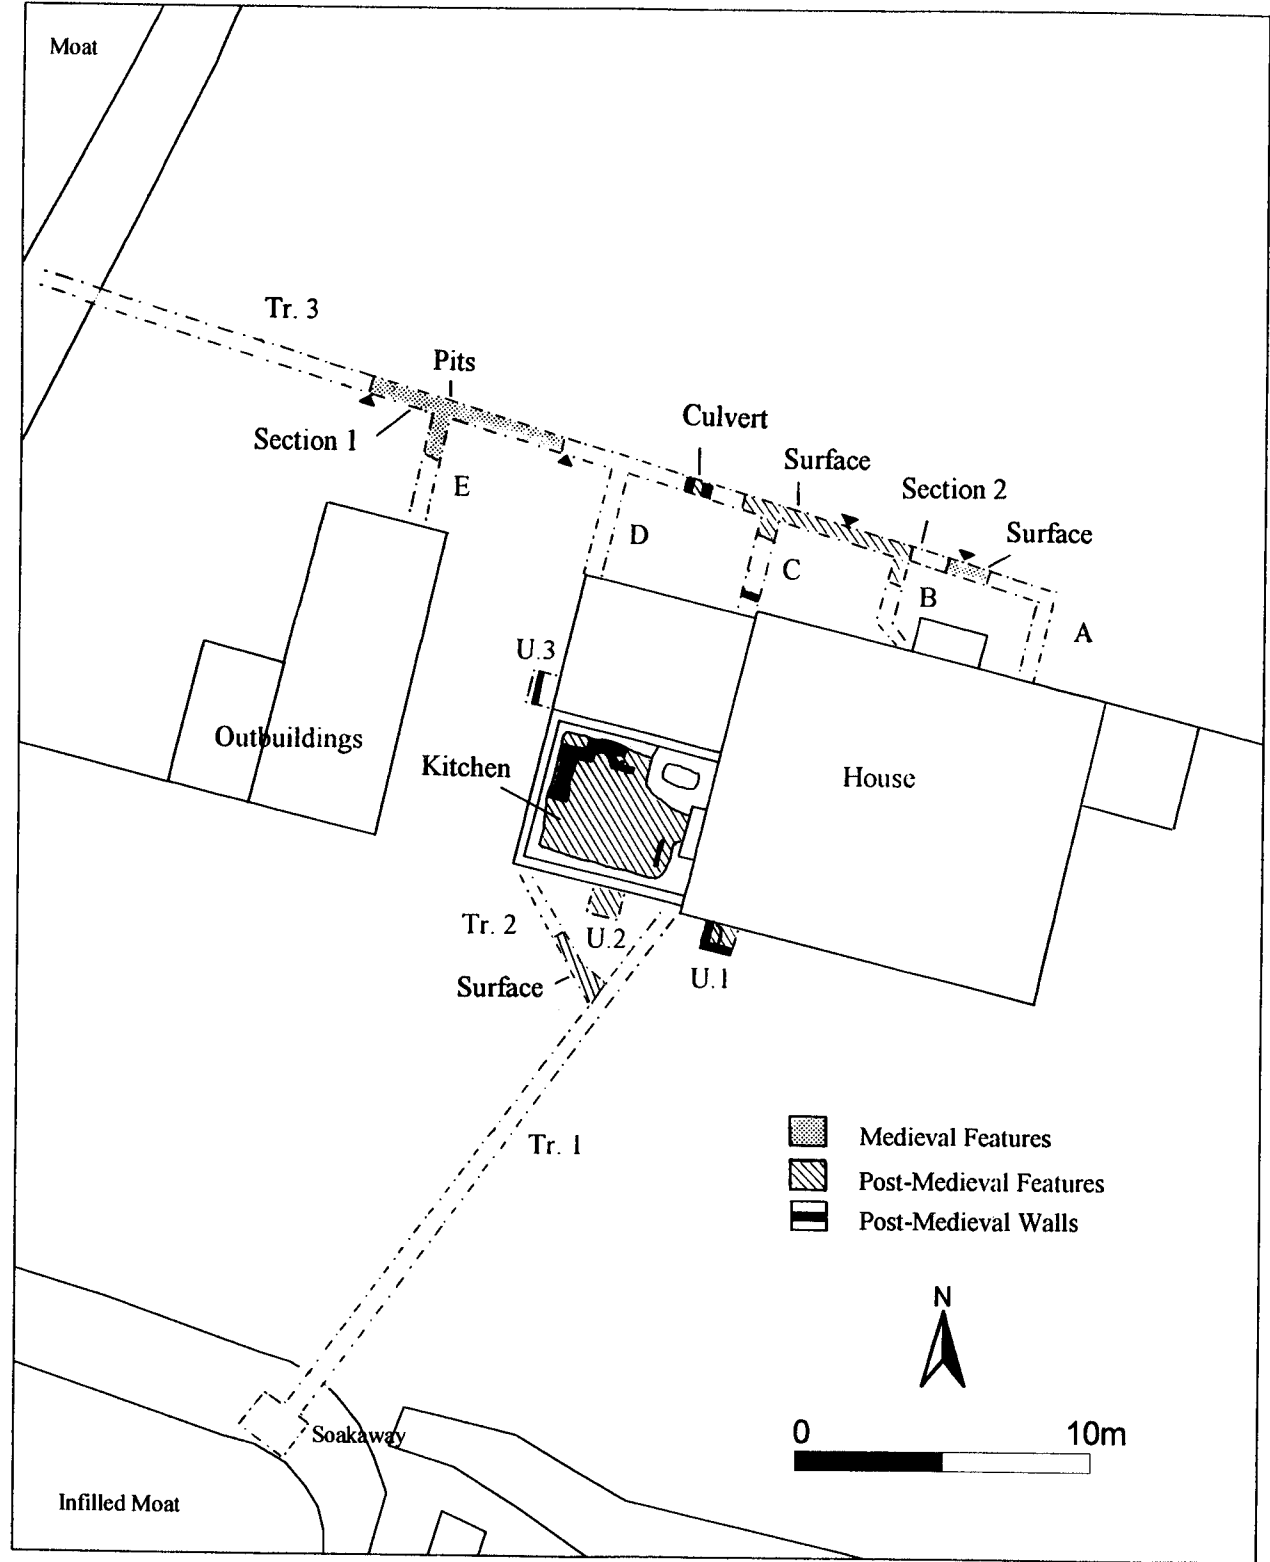 Moat
Tr. 3
Pits
Culvert
Section 1
Surface
Section 2
E
Surface
D
C
B
A
U.3
Outbuildings
Kitchen
House
Tr. 2
U.2
U.1
Surface
Tr. 1
Medieval Features
Post-Medieval Features
Post-Medieval Walls
N
0 10m
Soakaway
Infilled Moat